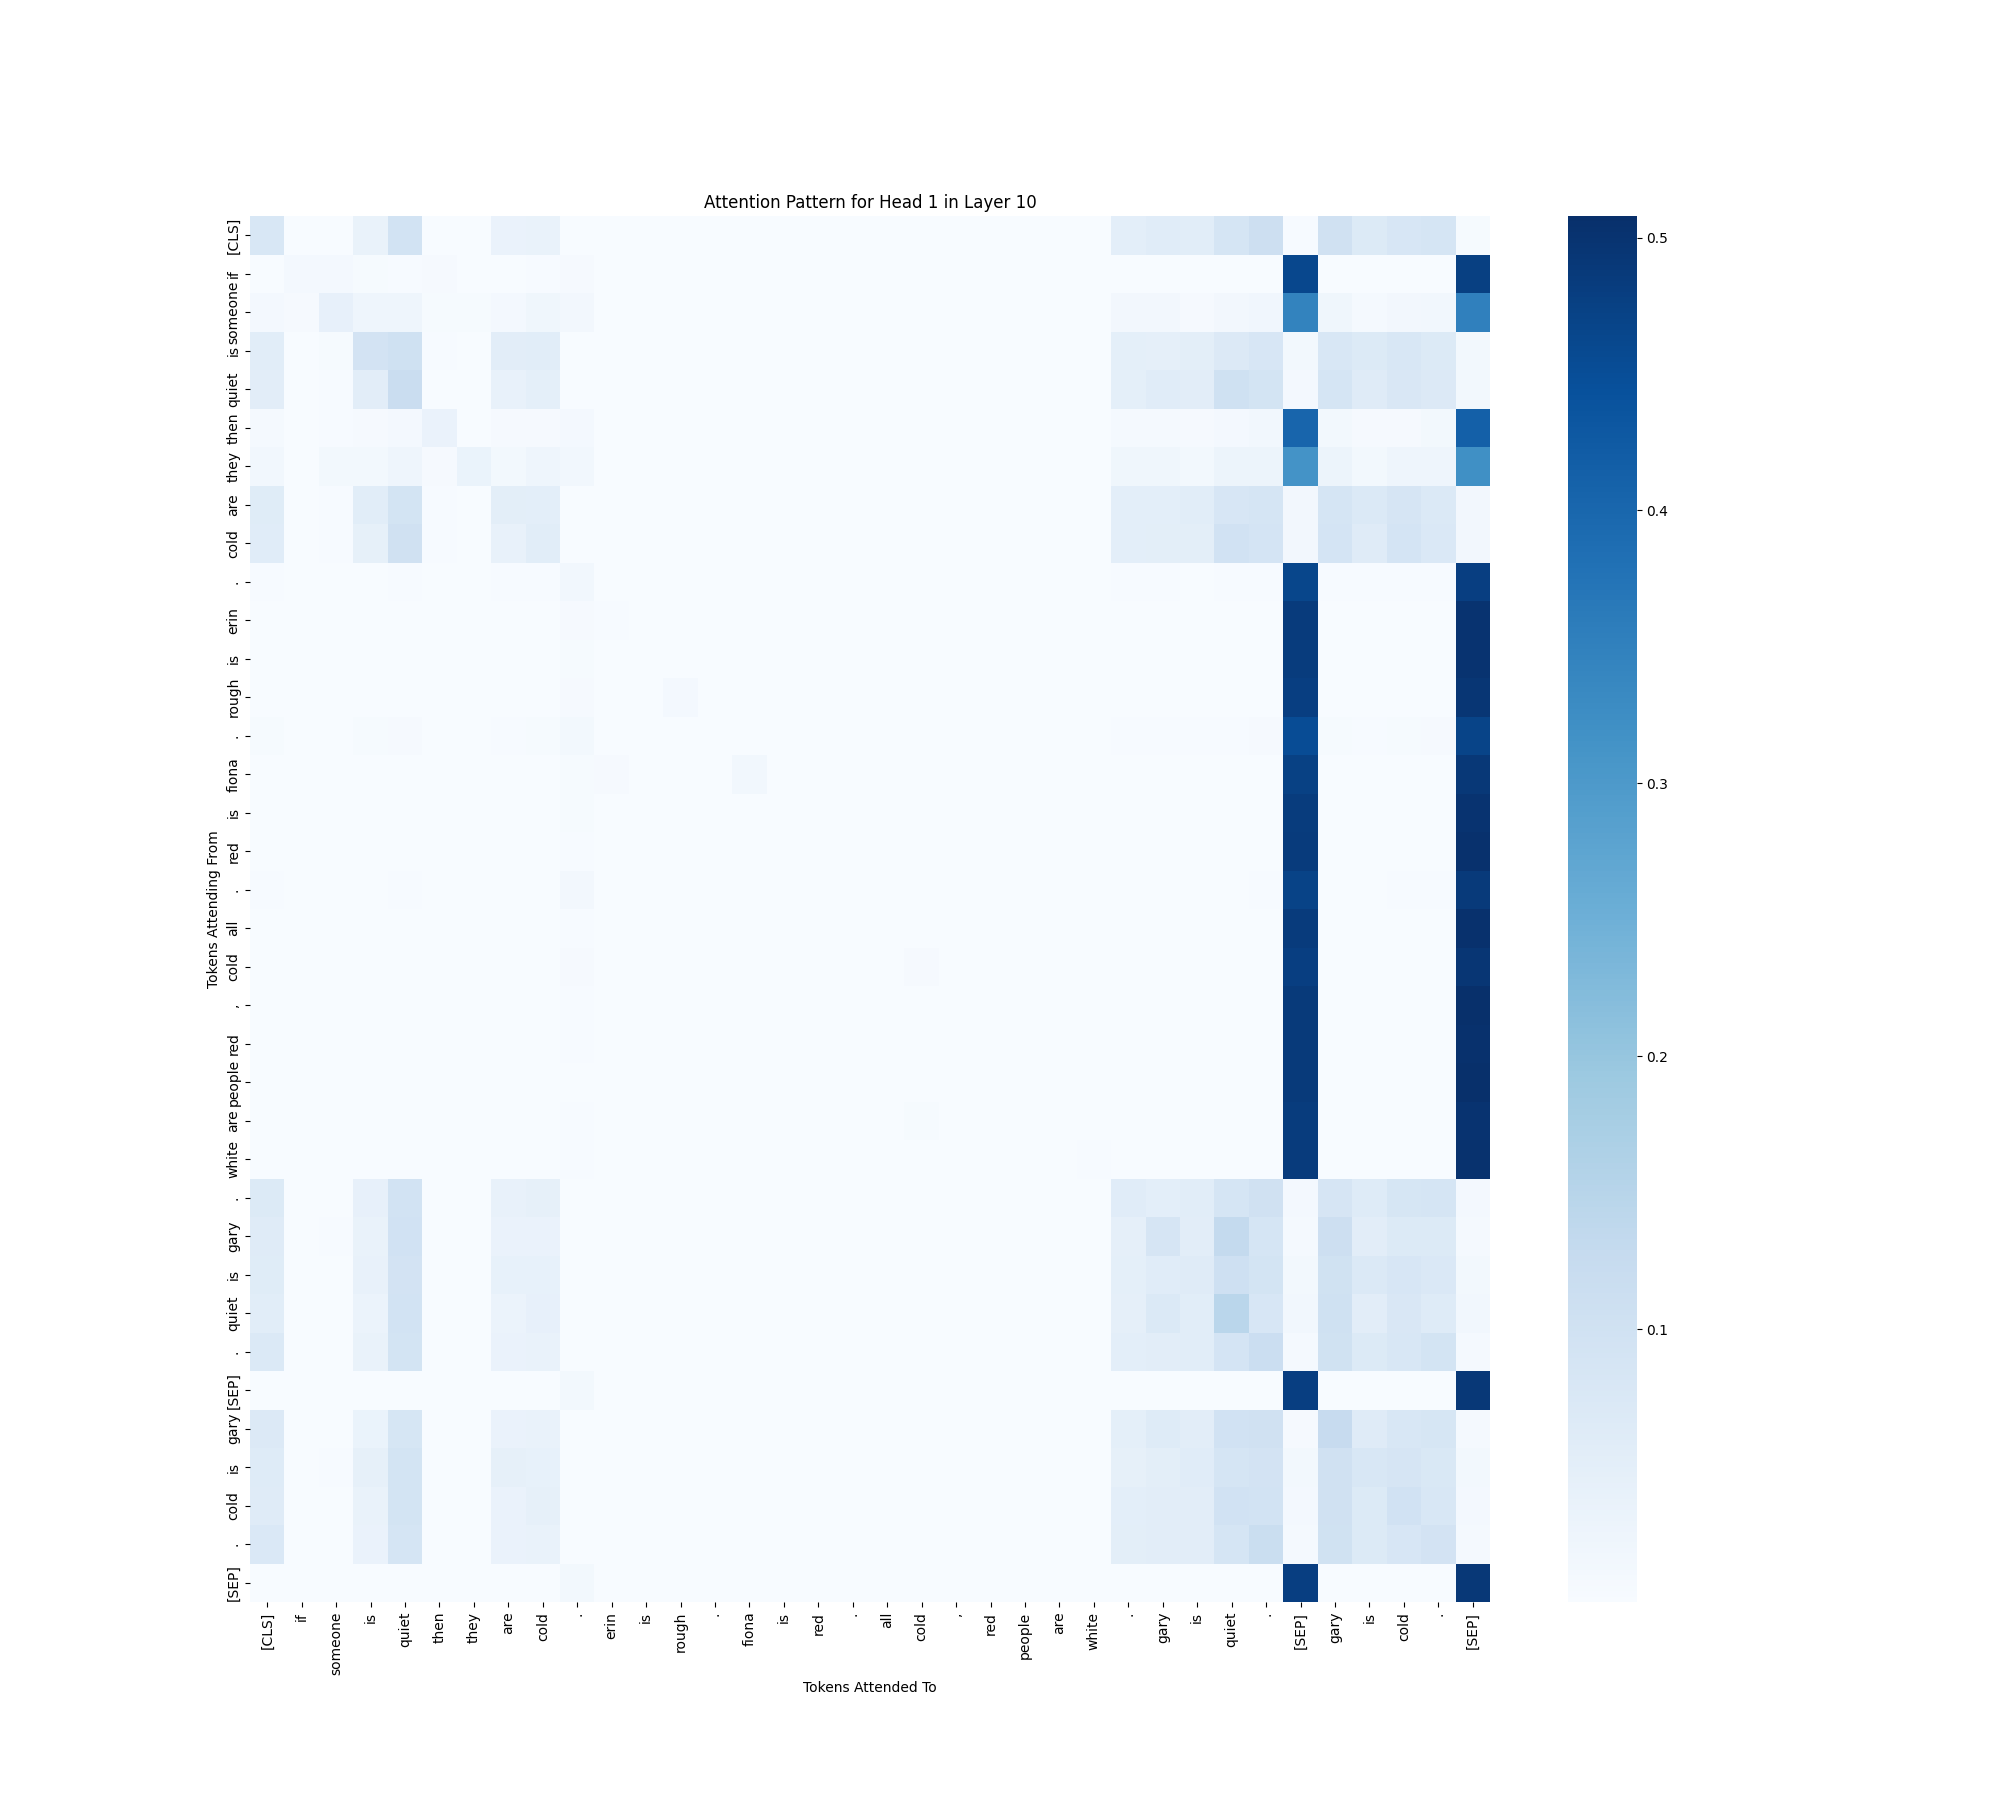 Attention Pattern for Head 1 in Layer 10
Tokens Attending From
[CLS]
if
someone
is
quiet
then
they
are
cold
.
erin
is
rough
.
fiona
is
red
.
all
cold
,
red
people
are
white
.
gary
is
quiet
.
[SEP]
gary
is
cold
.
[SEP]
[CLS] if someone is quiet then they are cold . erin is rough . fiona is red . all cold , red people are white . gary is quiet . [SEP] gary is cold . [SEP]
Tokens Attended To
0.5
0.4
0.3
0.2
0.1